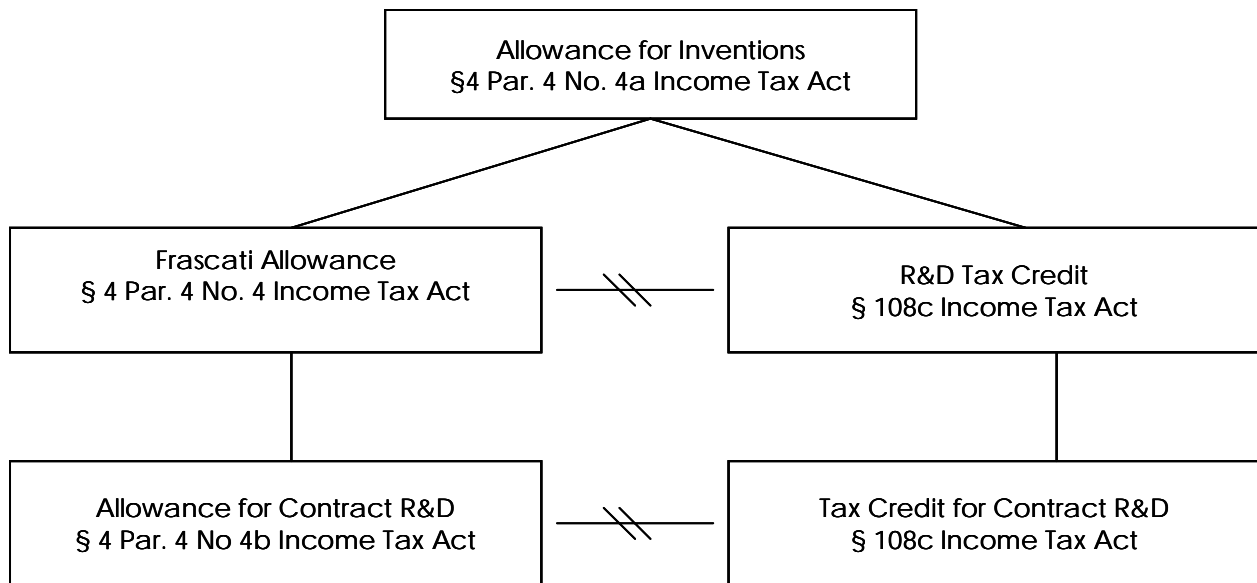 Allowance for Inventions
§4 Par. 4 No. 4a Income Tax Act
Frascati Allowance
§ 4 Par. 4 No. 4 Income Tax Act
R&D Tax Credit
§ 108c Income Tax Act
Allowance for Contract R&D
§ 4 Par. 4 No 4b Income Tax Act
Tax Credit for Contract R&D
§ 108c Income Tax Act